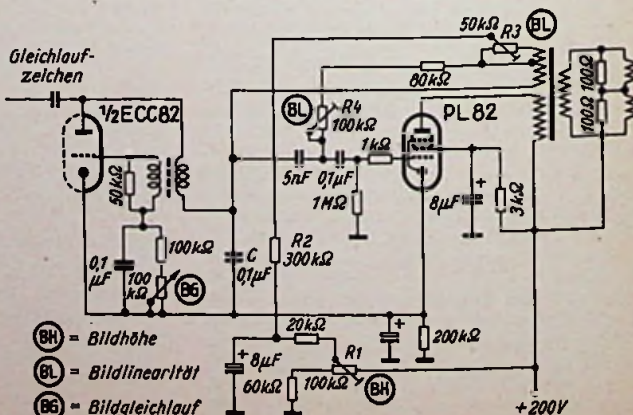 50kΩ
R3
BL
Gleichlauf-
zeichen
½ECC82
80kΩ
BL
R4
100kΩ
PL 82
100Ω
100Ω
1kΩ
50kΩ
5nF
0,1µF
1MΩ
8µF
+
3kΩ
0,1
µF
100kΩ
100
kΩ
BG
C
0,1µF
R2
300kΩ
+
200kΩ
20kΩ
R1
+
8µF
60kΩ
100kΩ
BH
+200V
BH = Bildhöhe
BL = Bildlinearität
BG = Bildgleichlauf